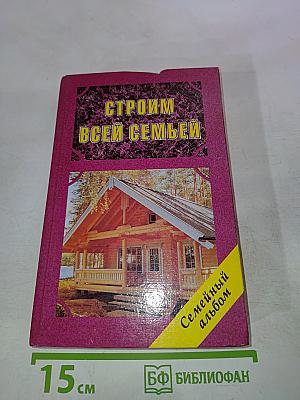 СТРОИМ
ВСЕЙ СЕМЬЕЙ
Семейный
альбом
15 см
БФ БИБЛИОФАН